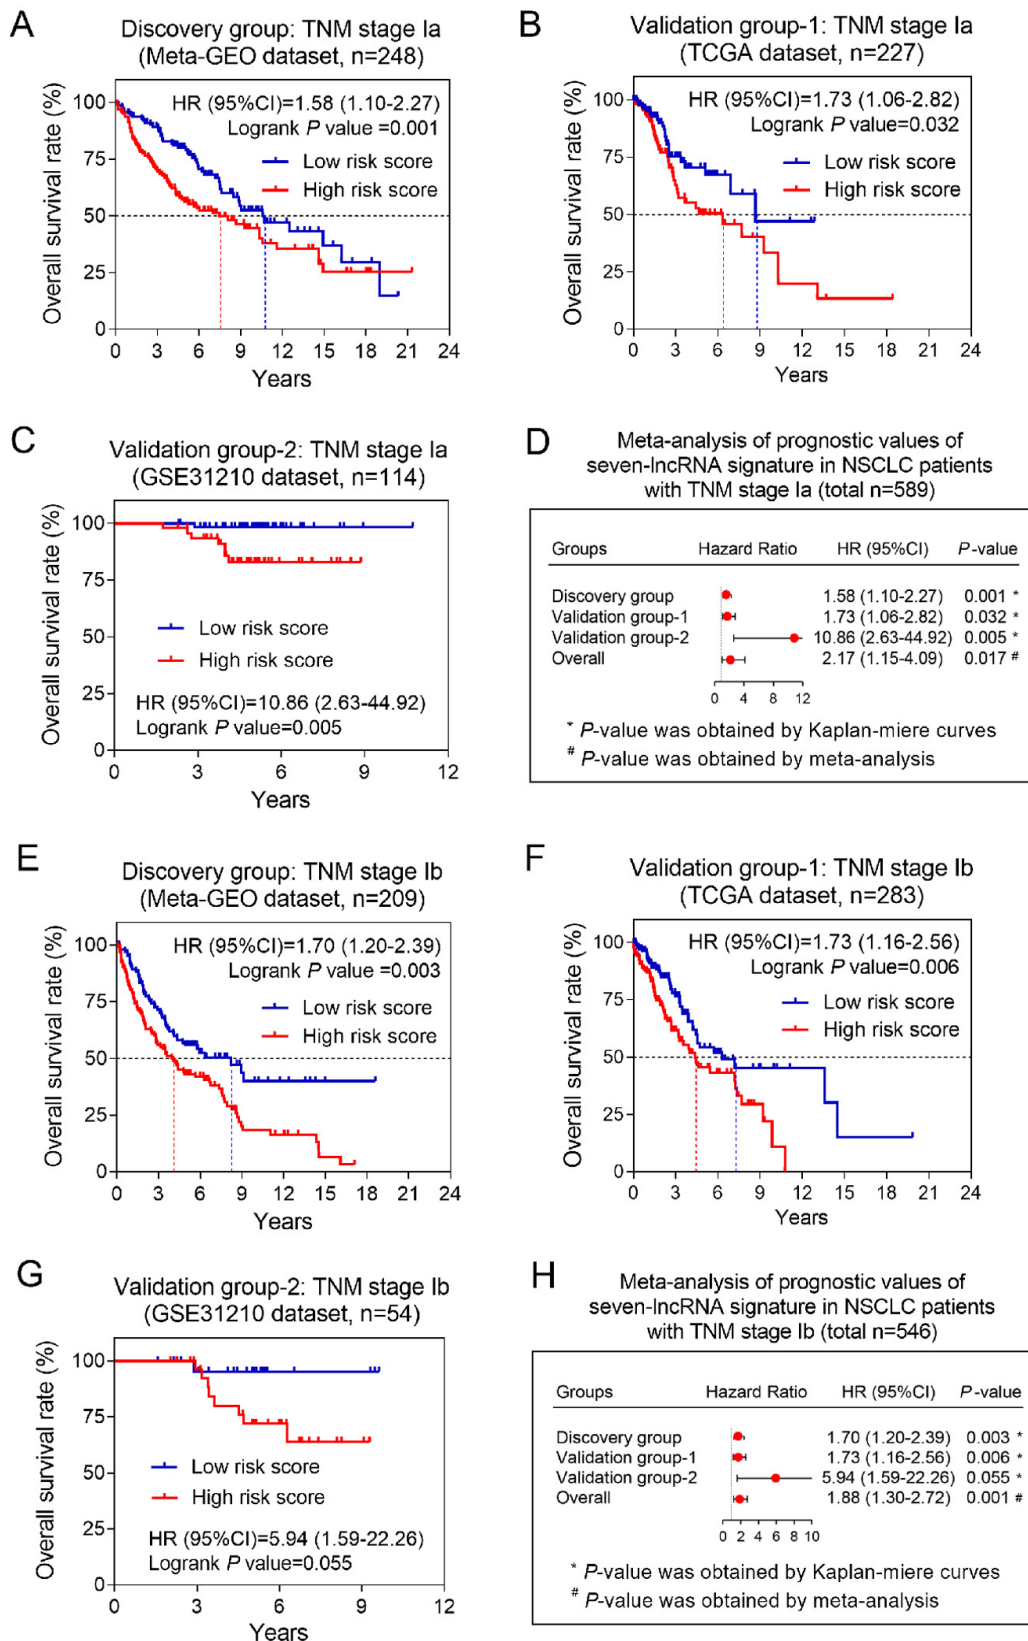 A
Discovery group: TNM stage Ia
(Meta-GEO dataset, n=248)
HR (95%CI)=1.58 (1.10-2.27)
Logrank P value =0.001
Low risk score
High risk score
Overall survival rate (%)
100
75
50
25
0
0 3 6 9 12 15 18 21 24
Years
B
Validation group-1: TNM stage Ia
(TCGA dataset, n=227)
HR (95%CI)=1.73 (1.06-2.82)
Logrank P value=0.032
Low risk score
High risk score
Overall survival rate (%)
100
75
50
25
0
0 3 6 9 12 15 18 21 24
Years
C
Validation group-2: TNM stage Ia
(GSE31210 dataset, n=114)
Overall survival rate (%)
100
75
50
25
0
Low risk score
High risk score
HR (95%CI)=10.86 (2.63-44.92)
Logrank P value=0.005
0 3 6 9 12
Years
D
Meta-analysis of prognostic values of
seven-lncRNA signature in NSCLC patients
with TNM stage Ia (total n=589)
Groups Hazard Ratio HR (95%CI) P-value
Discovery group 1.58 (1.10-2.27) 0.001 *
Validation group-1 1.73 (1.06-2.82) 0.032 *
Validation group-2 10.86 (2.63-44.92) 0.005 *
Overall 2.17 (1.15-4.09) 0.017 #
0 4 8 12
* P-value was obtained by Kaplan-miere curves
# P-value was obtained by meta-analysis
E
Discovery group: TNM stage Ib
(Meta-GEO dataset, n=209)
HR (95%CI)=1.70 (1.20-2.39)
Logrank P value =0.003
Low risk score
High risk score
Overall survival rate (%)
100
75
50
25
0
0 3 6 9 12 15 18 21 24
Years
F
Validation group-1: TNM stage Ib
(TCGA dataset, n=283)
HR (95%CI)=1.73 (1.16-2.56)
Logrank P value=0.006
Low risk score
High risk score
Overall survival rate (%)
100
75
50
25
0
0 3 6 9 12 15 18 21 24
Years
G
Validation group-2: TNM stage Ib
(GSE31210 dataset, n=54)
Overall survival rate (%)
100
75
50
25
0
Low risk score
High risk score
HR (95%CI)=5.94 (1.59-22.26)
Logrank P value=0.055
0 3 6 9 12
Years
H
Meta-analysis of prognostic values of
seven-lncRNA signature in NSCLC patients
with TNM stage Ib (total n=546)
Groups Hazard Ratio HR (95%CI) P-value
Discovery group 1.70 (1.20-2.39) 0.003 *
Validation group-1 1.73 (1.16-2.56) 0.006 *
Validation group-2 5.94 (1.59-22.26) 0.055 *
Overall 1.88 (1.30-2.72) 0.001 #
0 2 4 6 8 10
* P-value was obtained by Kaplan-miere curves
# P-value was obtained by meta-analysis